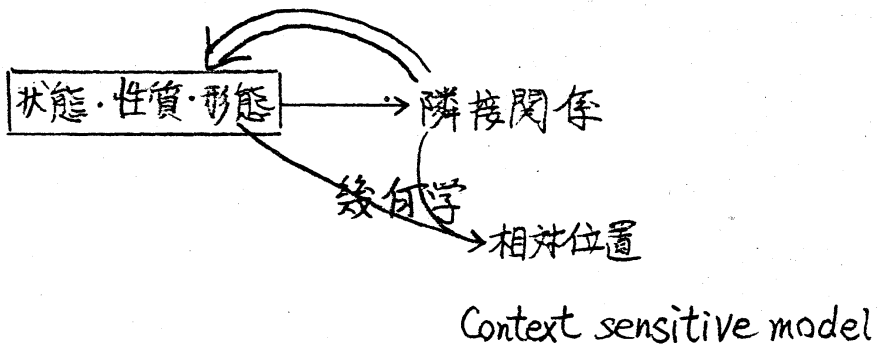 状態・性質・形態
隣接関係
幾何学
相対位置
Context sensitive model